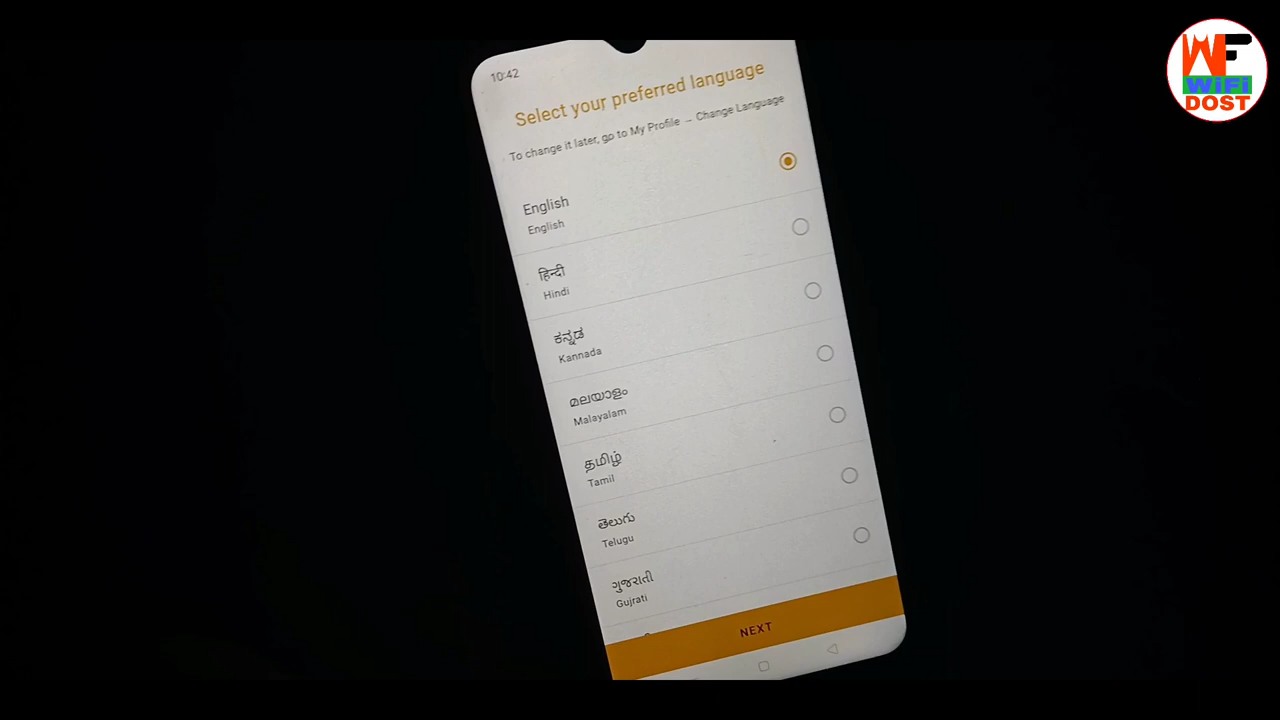 WF
WiFi
DOST
10:42
Select your preferred language
To change it later, go to My Profile – Change Language
English
English
हिन्दी
Hindi
ಕನ್ನಡ
Kannada
മലയാളം
Malayalam
தமிழ்
Tamil
తెలుగు
Telugu
ગુજરાતી
Gujrati
NEXT